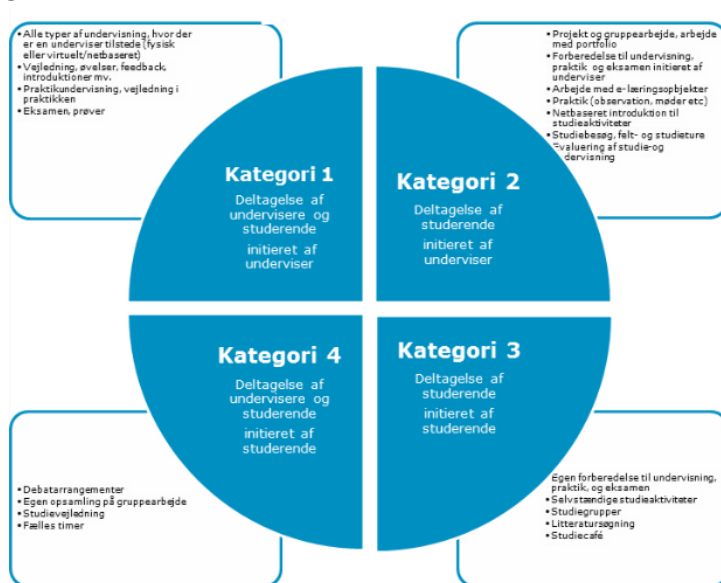 • Alle typer af undervisning, hvor der
er en underviser tilstede (fysisk
eller virtuelt/netbaseret)
• Vejledning, øvelser, feedback,
introduktioner mv.
• Praktikundervisning, vejledning i
praktikken
• Eksamen, prøver
• Projekt og gruppearbejde, arbejde
med portfolio
• Forberedelse til undervisning,
praktik og eksamen initieret af
underviser
• Arbejde med e-læringsobjekter
• Praktik (observation, møder etc)
• Netbaseret introduktion til
studieaktiviteter
• Studiebesøg, felt- og studieture
Evaluering af studie-og
undervisning
Kategori 1
Deltagelse af
undervisere og
studerende
initieret af
underviser
Kategori 2
Deltagelse af
studerende
initieret af
underviser
Kategori 4
Deltagelse af
undervisere og
studerende
initieret af
studerende
Kategori 3
Deltagelse af
studerende
initieret af
studerende
• Debatarrangementer
• Egen opsamling på gruppearbejde
• Studievejledning
• Fælles timer
Egen forberedelse til undervisning,
praktik, og eksamen
• Selvstændige studieaktiviteter
• Studiegrupper
• Litteratursøgning
• Studiecafé